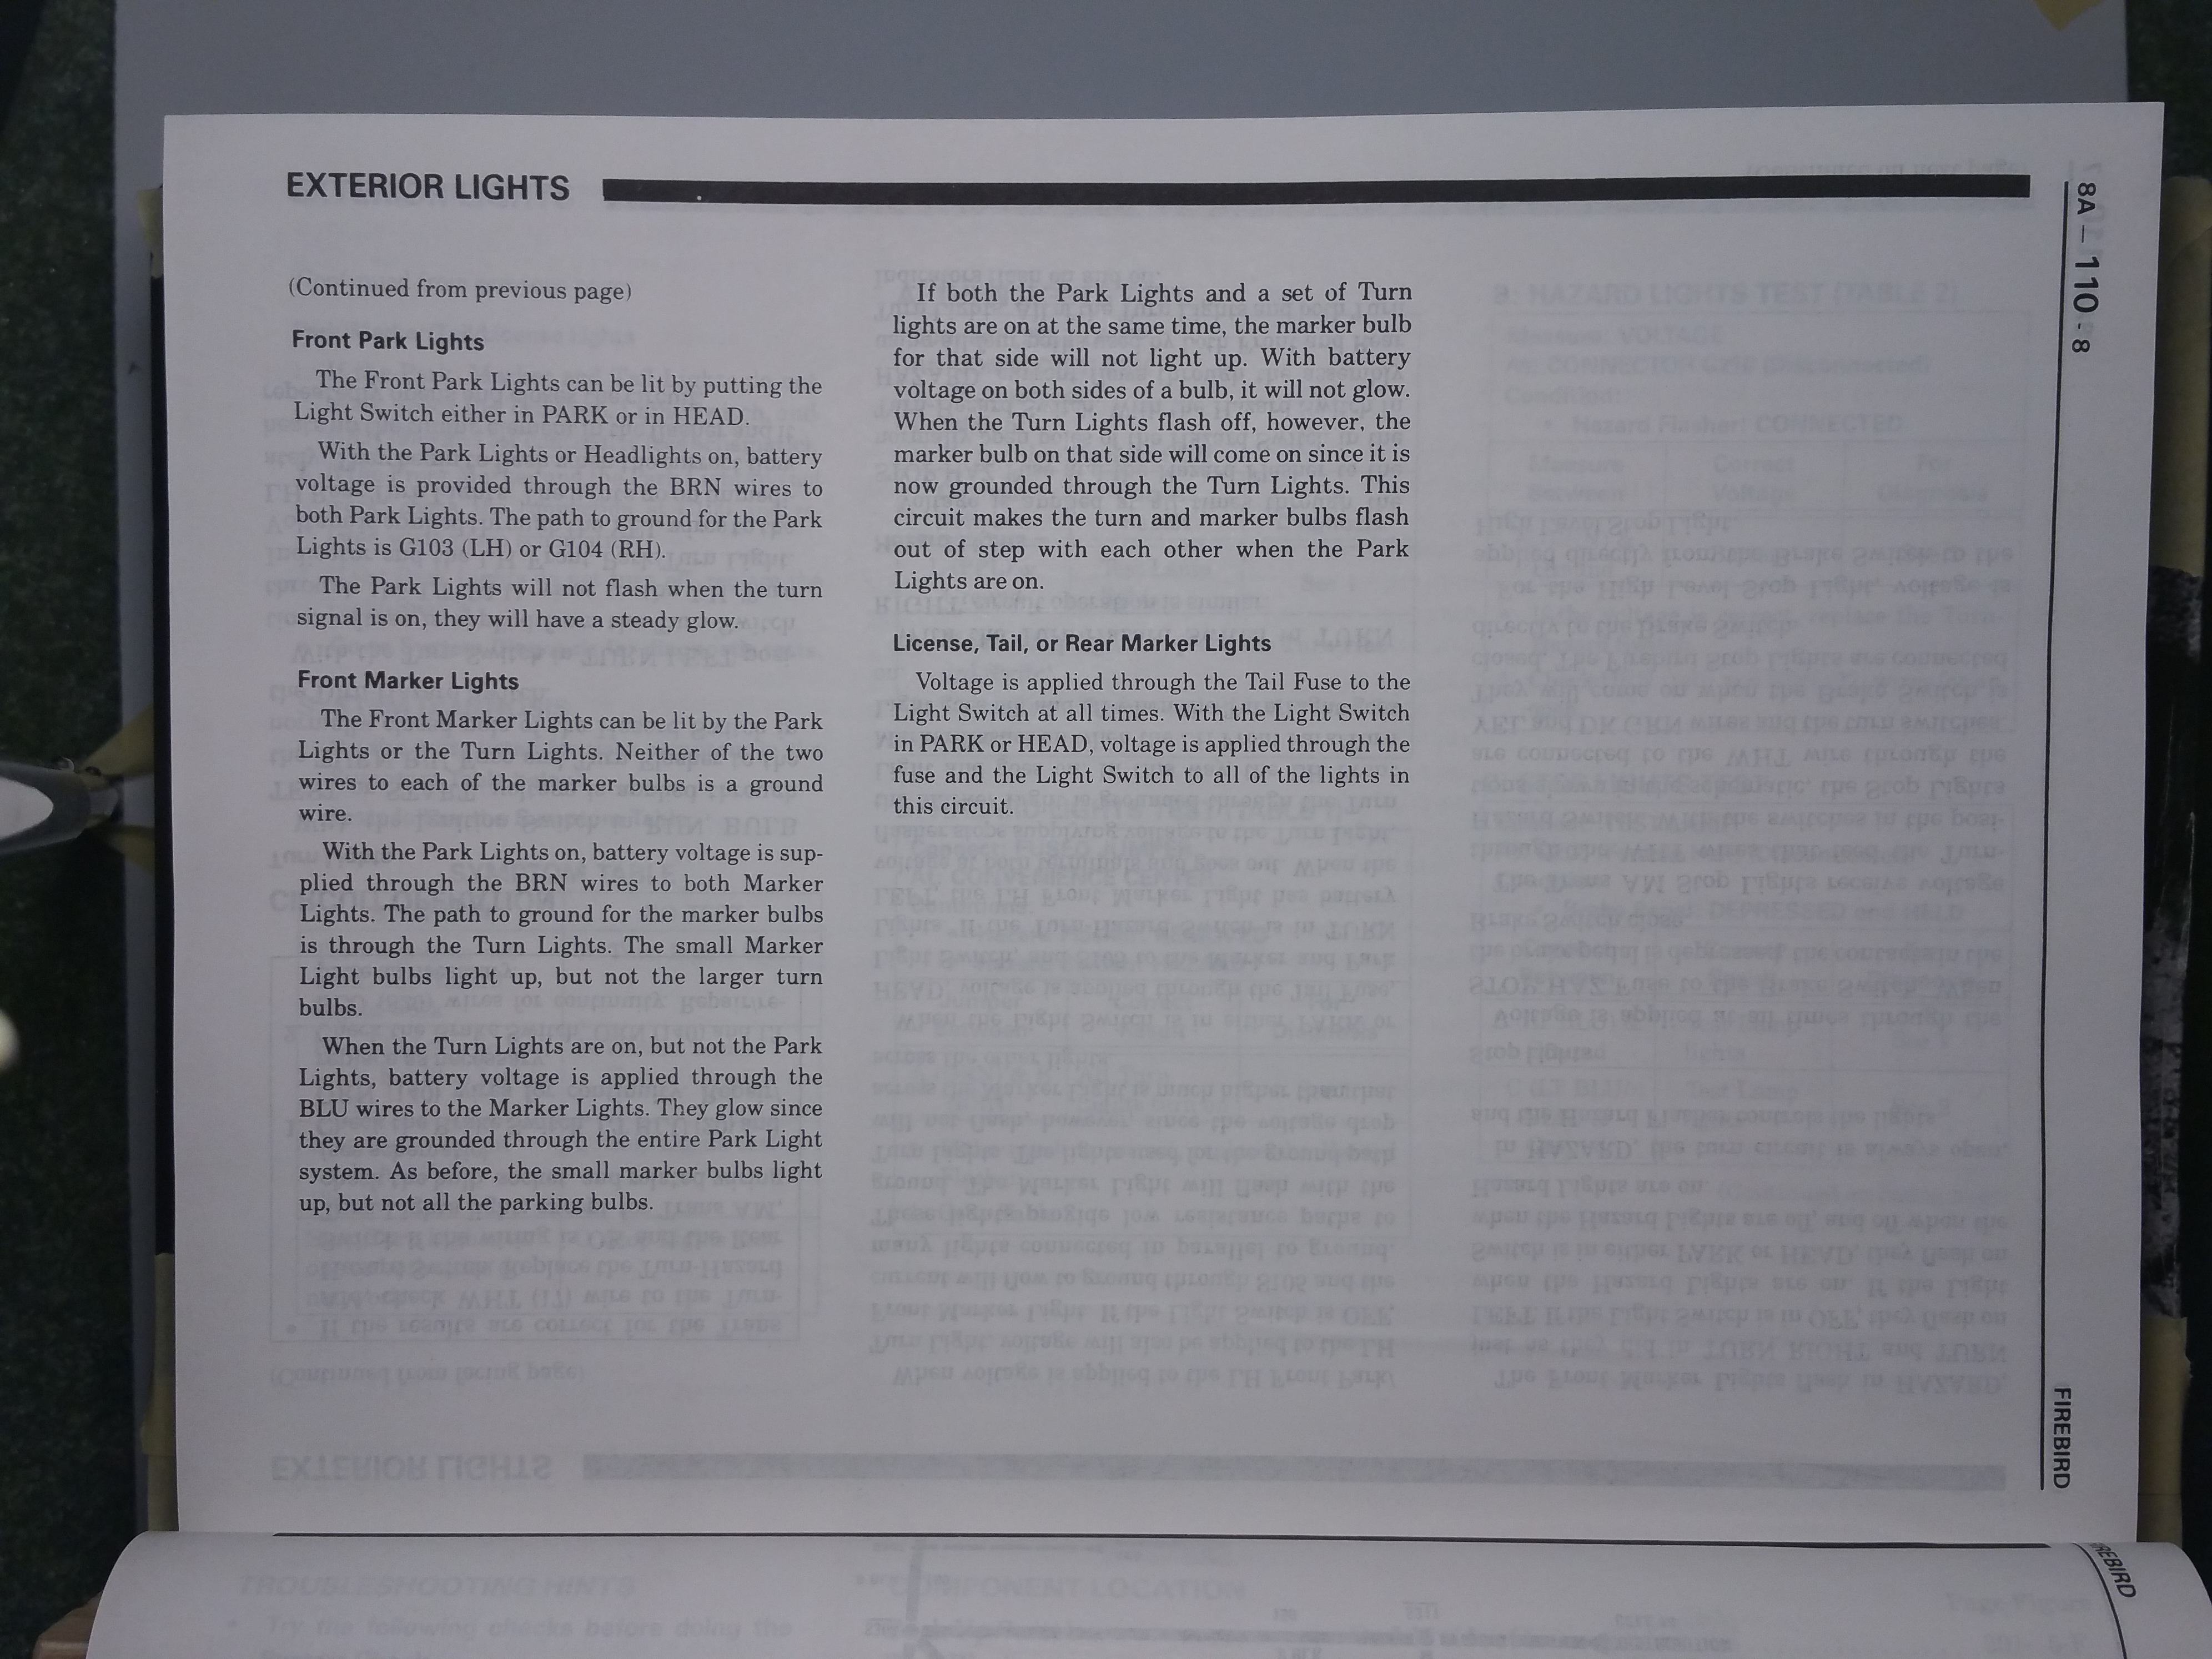 EXTERIOR LIGHTS
(Continued from previous page)
Front Park Lights
The Front Park Lights can be lit by putting the
Light Switch either in PARK or in HEAD.
With the Park Lights or Headlights on, battery
voltage is provided through the BRN wires to
both Park Lights. The path to ground for the Park
Lights is G103 (LH) or G104 (RH).
The Park Lights will not flash when the turn
signal is on, they will have a steady glow.
Front Marker Lights
The Front Marker Lights can be lit by the Park
Lights or the Turn Lights. Neither of the two
wires to each of the marker bulbs is a ground
wire.
With the Park Lights on, battery voltage is sup-
plied through the BRN wires to both Marker
Lights. The path to ground for the marker bulbs
is through the Turn Lights. The small Marker
Light bulbs light up, but not the larger turn
bulbs.
When the Turn Lights are on, but not the Park
Lights, battery voltage is applied through the
BLU wires to the Marker Lights. They glow since
they are grounded through the entire Park Light
system. As before, the small marker bulbs light
up, but not all the parking bulbs.
If both the Park Lights and a set of Turn
lights are on at the same time, the marker bulb
for that side will not light up. With battery
voltage on both sides of a bulb, it will not glow.
When the Turn Lights flash off, however, the
marker bulb on that side will come on since it is
now grounded through the Turn Lights. This
circuit makes the turn and marker bulbs flash
out of step with each other when the Park
Lights are on.
License, Tail, or Rear Marker Lights
Voltage is applied through the Tail Fuse to the
Light Switch at all times. With the Light Switch
in PARK or HEAD, voltage is applied through the
fuse and the Light Switch to all of the lights in
this circuit.
8A — 110-8
FIREBIRD
TROUBLESHOOTING HINTS
• Try the following checks before doing the
COMPONENT LOCATION